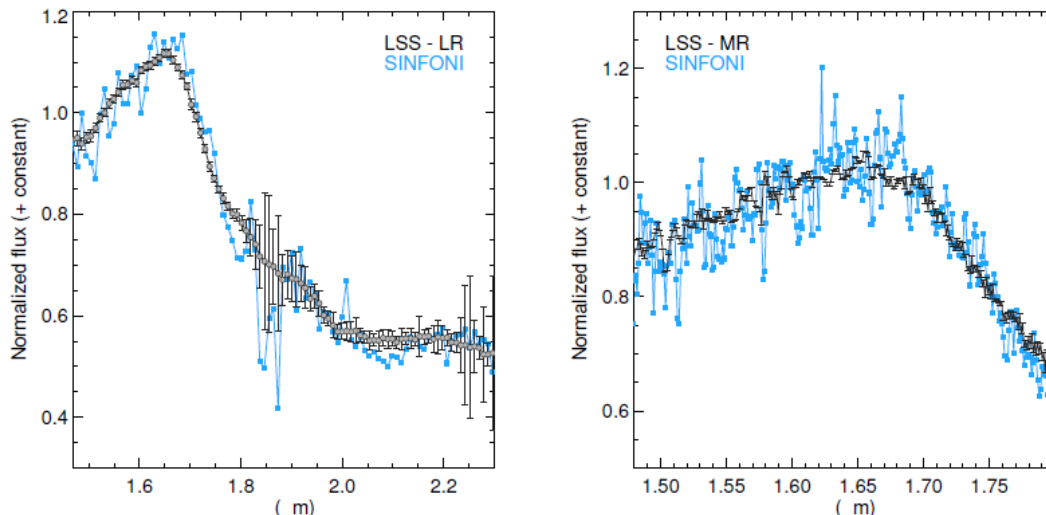 1.2
1.0
0.8
0.6
0.4
Normalized flux (+ constant)
LSS - LR
SINFONI
1.6
1.8
2.0
2.2
( m)
1.2
1.0
0.8
0.6
Normalized flux (+ constant)
LSS - MR
SINFONI
1.50
1.55
1.60
1.65
1.70
1.75
( m)